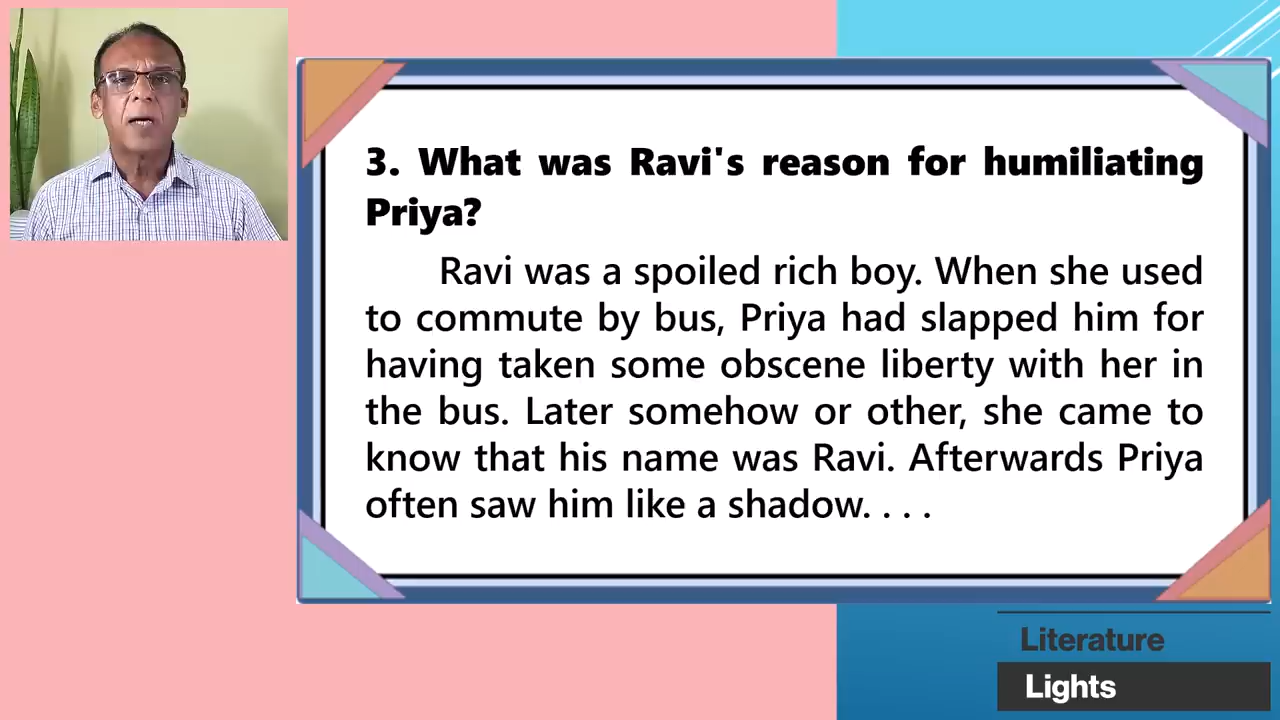 3. What was Ravi's reason for humiliating
Priya?
Ravi was a spoiled rich boy. When she used
to commute by bus, Priya had slapped him for
having taken some obscene liberty with her in
the bus. Later somehow or other, she came to
know that his name was Ravi. Afterwards Priya
often saw him like a shadow. . . .
Literature
Lights